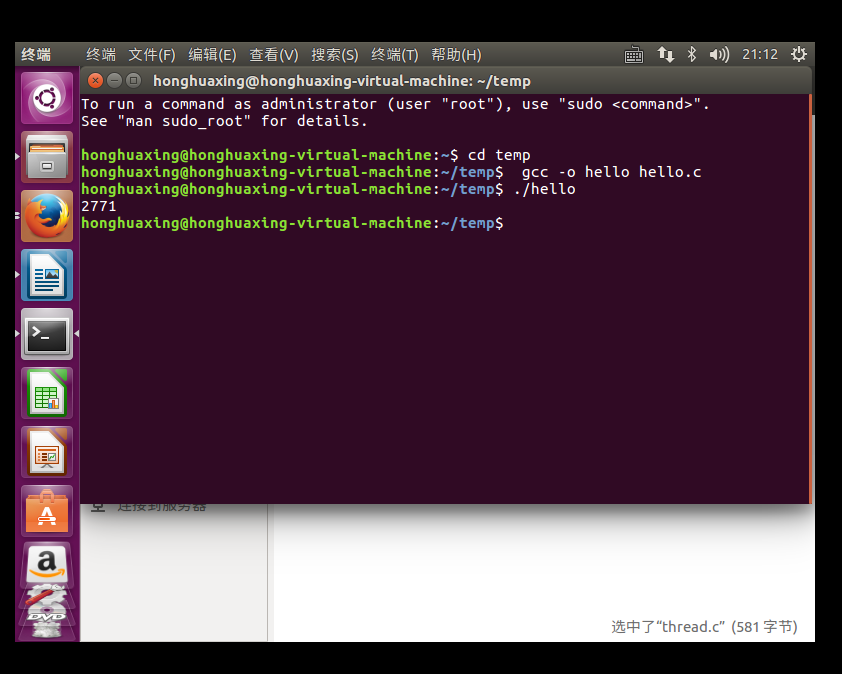 终端 终端 文件(F) 编辑(E) 查看(V) 搜索(S) 终端(T) 帮助(H) 21:12
honghuaxing@honghuaxing-virtual-machine: ~/temp
To run a command as administrator (user "root"), use "sudo <command>".
See "man sudo_root" for details.
honghuaxing@honghuaxing-virtual-machine:~$ cd temp
honghuaxing@honghuaxing-virtual-machine:~/temp$  gcc -o hello hello.c
honghuaxing@honghuaxing-virtual-machine:~/temp$ ./hello
2771
honghuaxing@honghuaxing-virtual-machine:~/temp$
连接到服务器
A
a
DVD
选中了“thread.c” (581 字节)